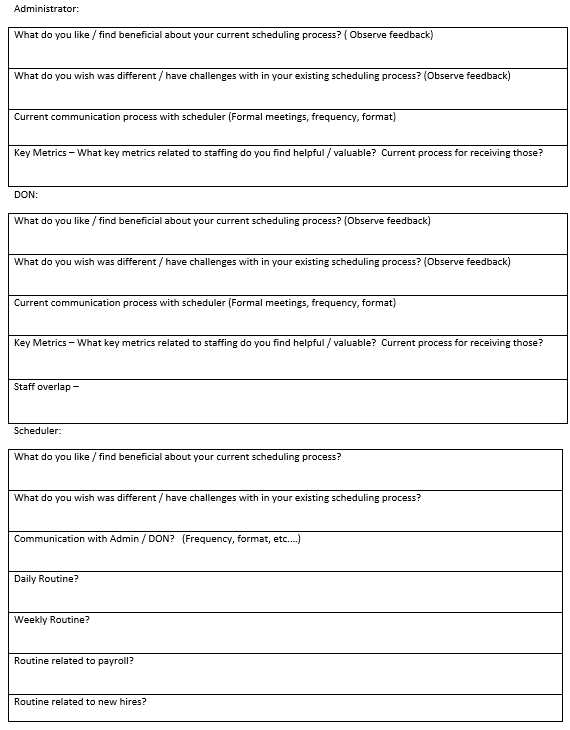 Administrator:
What do you like / find beneficial about your current scheduling process? ( Observe feedback)
What do you wish was different / have challenges with in your existing scheduling process? (Observe feedback)
Current communication process with scheduler (Formal meetings, frequency, format)
Key Metrics – What key metrics related to staffing do you find helpful / valuable?  Current process for receiving those?
DON:
What do you like / find beneficial about your current scheduling process? (Observe feedback)
What do you wish was different / have challenges with in your existing scheduling process? (Observe feedback)
Current communication process with scheduler (Formal meetings, frequency, format)
Key Metrics – What key metrics related to staffing do you find helpful / valuable?  Current process for receiving those?
Staff overlap –
Scheduler:
What do you like / find beneficial about your current scheduling process?
What do you wish was different / have challenges with in your existing scheduling process?
Communication with Admin / DON?  (Frequency, format, etc....)
Daily Routine?
Weekly Routine?
Routine related to payroll?
Routine related to new hires?